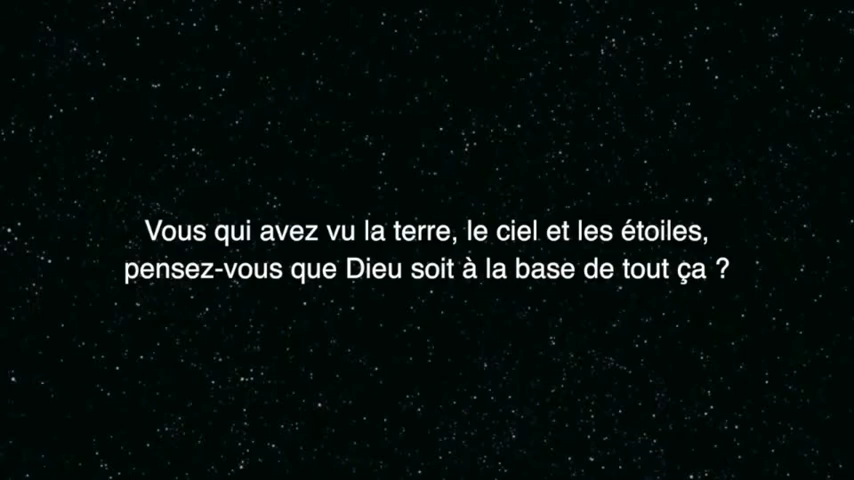 Vous qui avez vu la terre, le ciel et les étoiles,
pensez-vous que Dieu soit à la base de tout ça ?